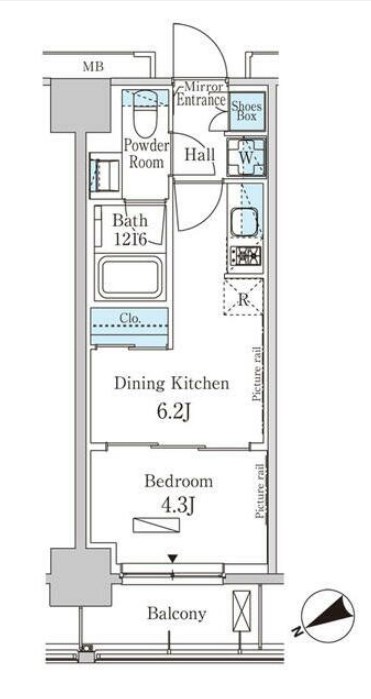 MB
Mirror
Entrance
Shoes
Box
Powder
Room
Hall
W
Bath
1216
R
Clo.
Dining Kitchen
6.2J
Picture rail
Bedroom
4.3J
Picture rail
Balcony
N